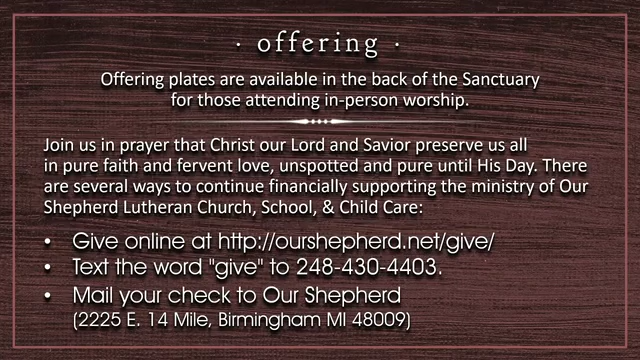 · offering ·
Offering plates are available in the back of the Sanctuary
for those attending in-person worship.
Join us in prayer that Christ our Lord and Savior preserve us all
in pure faith and fervent love, unspotted and pure until His Day. There
are several ways to continue financially supporting the ministry of Our
Shepherd Lutheran Church, School, & Child Care:
• Give online at http://ourshepherd.net/give/
• Text the word "give" to 248-430-4403.
• Mail your check to Our Shepherd
(2225 E. 14 Mile, Birmingham MI 48009)